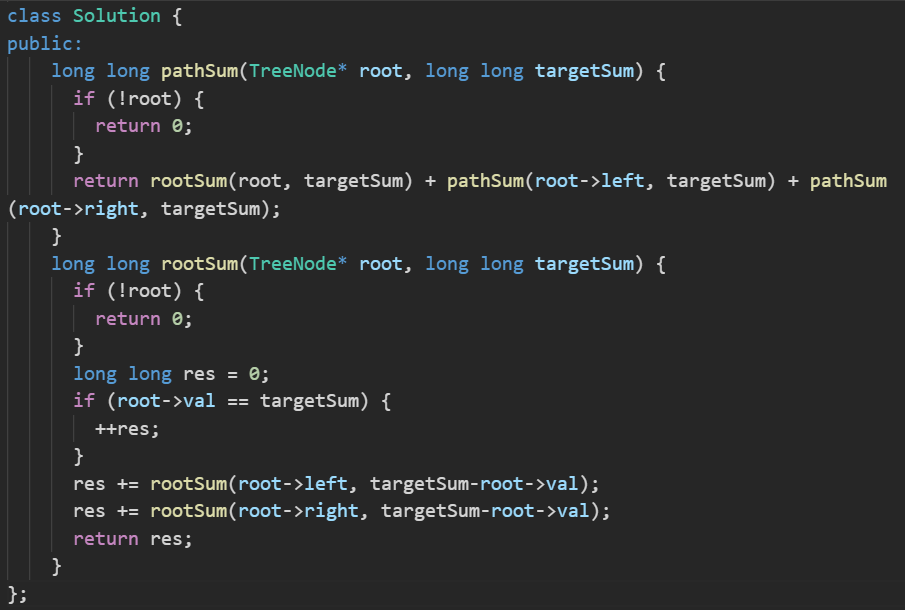 class Solution {
public:
    long long pathSum(TreeNode* root, long long targetSum) {
      if (!root) {
        return 0;
      }
      return rootSum(root, targetSum) + pathSum(root->left, targetSum) + pathSum
(root->right, targetSum);
    }
    long long rootSum(TreeNode* root, long long targetSum) {
      if (!root) {
        return 0;
      }
      long long res = 0;
      if (root->val == targetSum) {
        ++res;
      }
      res += rootSum(root->left, targetSum-root->val);
      res += rootSum(root->right, targetSum-root->val);
      return res;
    }
};